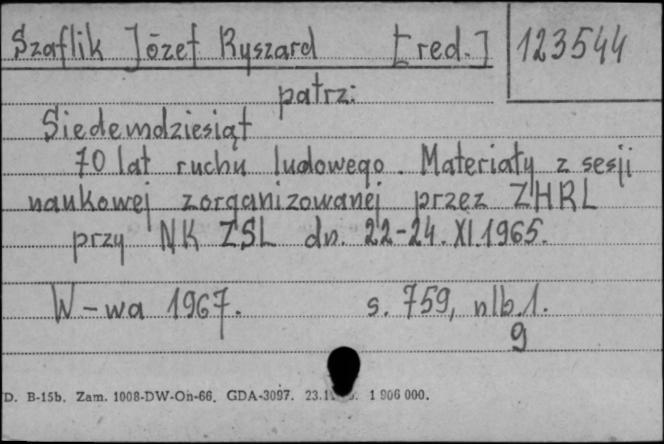 Szaflik Józef Ryszard [red.] 123544
patrz:
Siedemdziesiąt
70 lat ruchu ludowego. Materiały z sesji
naukowej zorganizowanej przez ZHRL
przy NK ZSL dn. 22-24.XI.1965.
W-wa 1967. s. 759, nlb.1.
9
D. B-15b. Zam. 1008-DW-On-66. GDA-3097. 1 906 000.